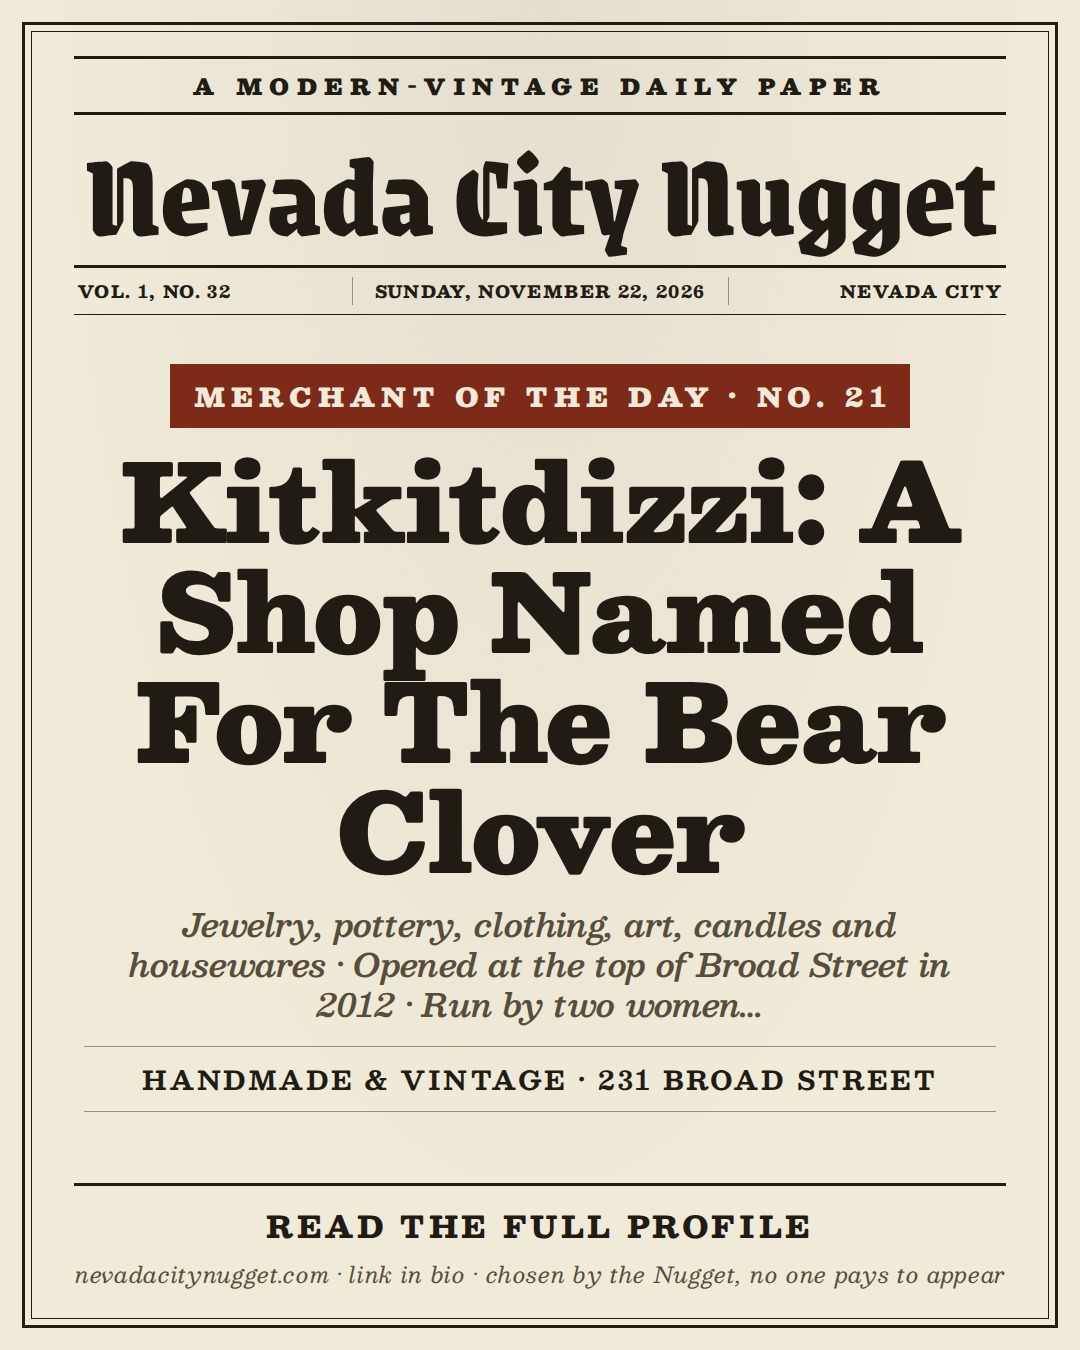 A MODERN-VINTAGE DAILY PAPER
Nevada City Nugget
VOL. 1, NO. 32
SUNDAY, NOVEMBER 22, 2026
NEVADA CITY
MERCHANT OF THE DAY · NO. 21
Kitkitdizzi: A
Shop Named
For The Bear
Clover
Jewelry, pottery, clothing, art, candles and
housewares · Opened at the top of Broad Street in
2012 · Run by two women…
HANDMADE & VINTAGE · 231 BROAD STREET
READ THE FULL PROFILE
nevadacitynugget.com · link in bio · chosen by the Nugget, no one pays to appear